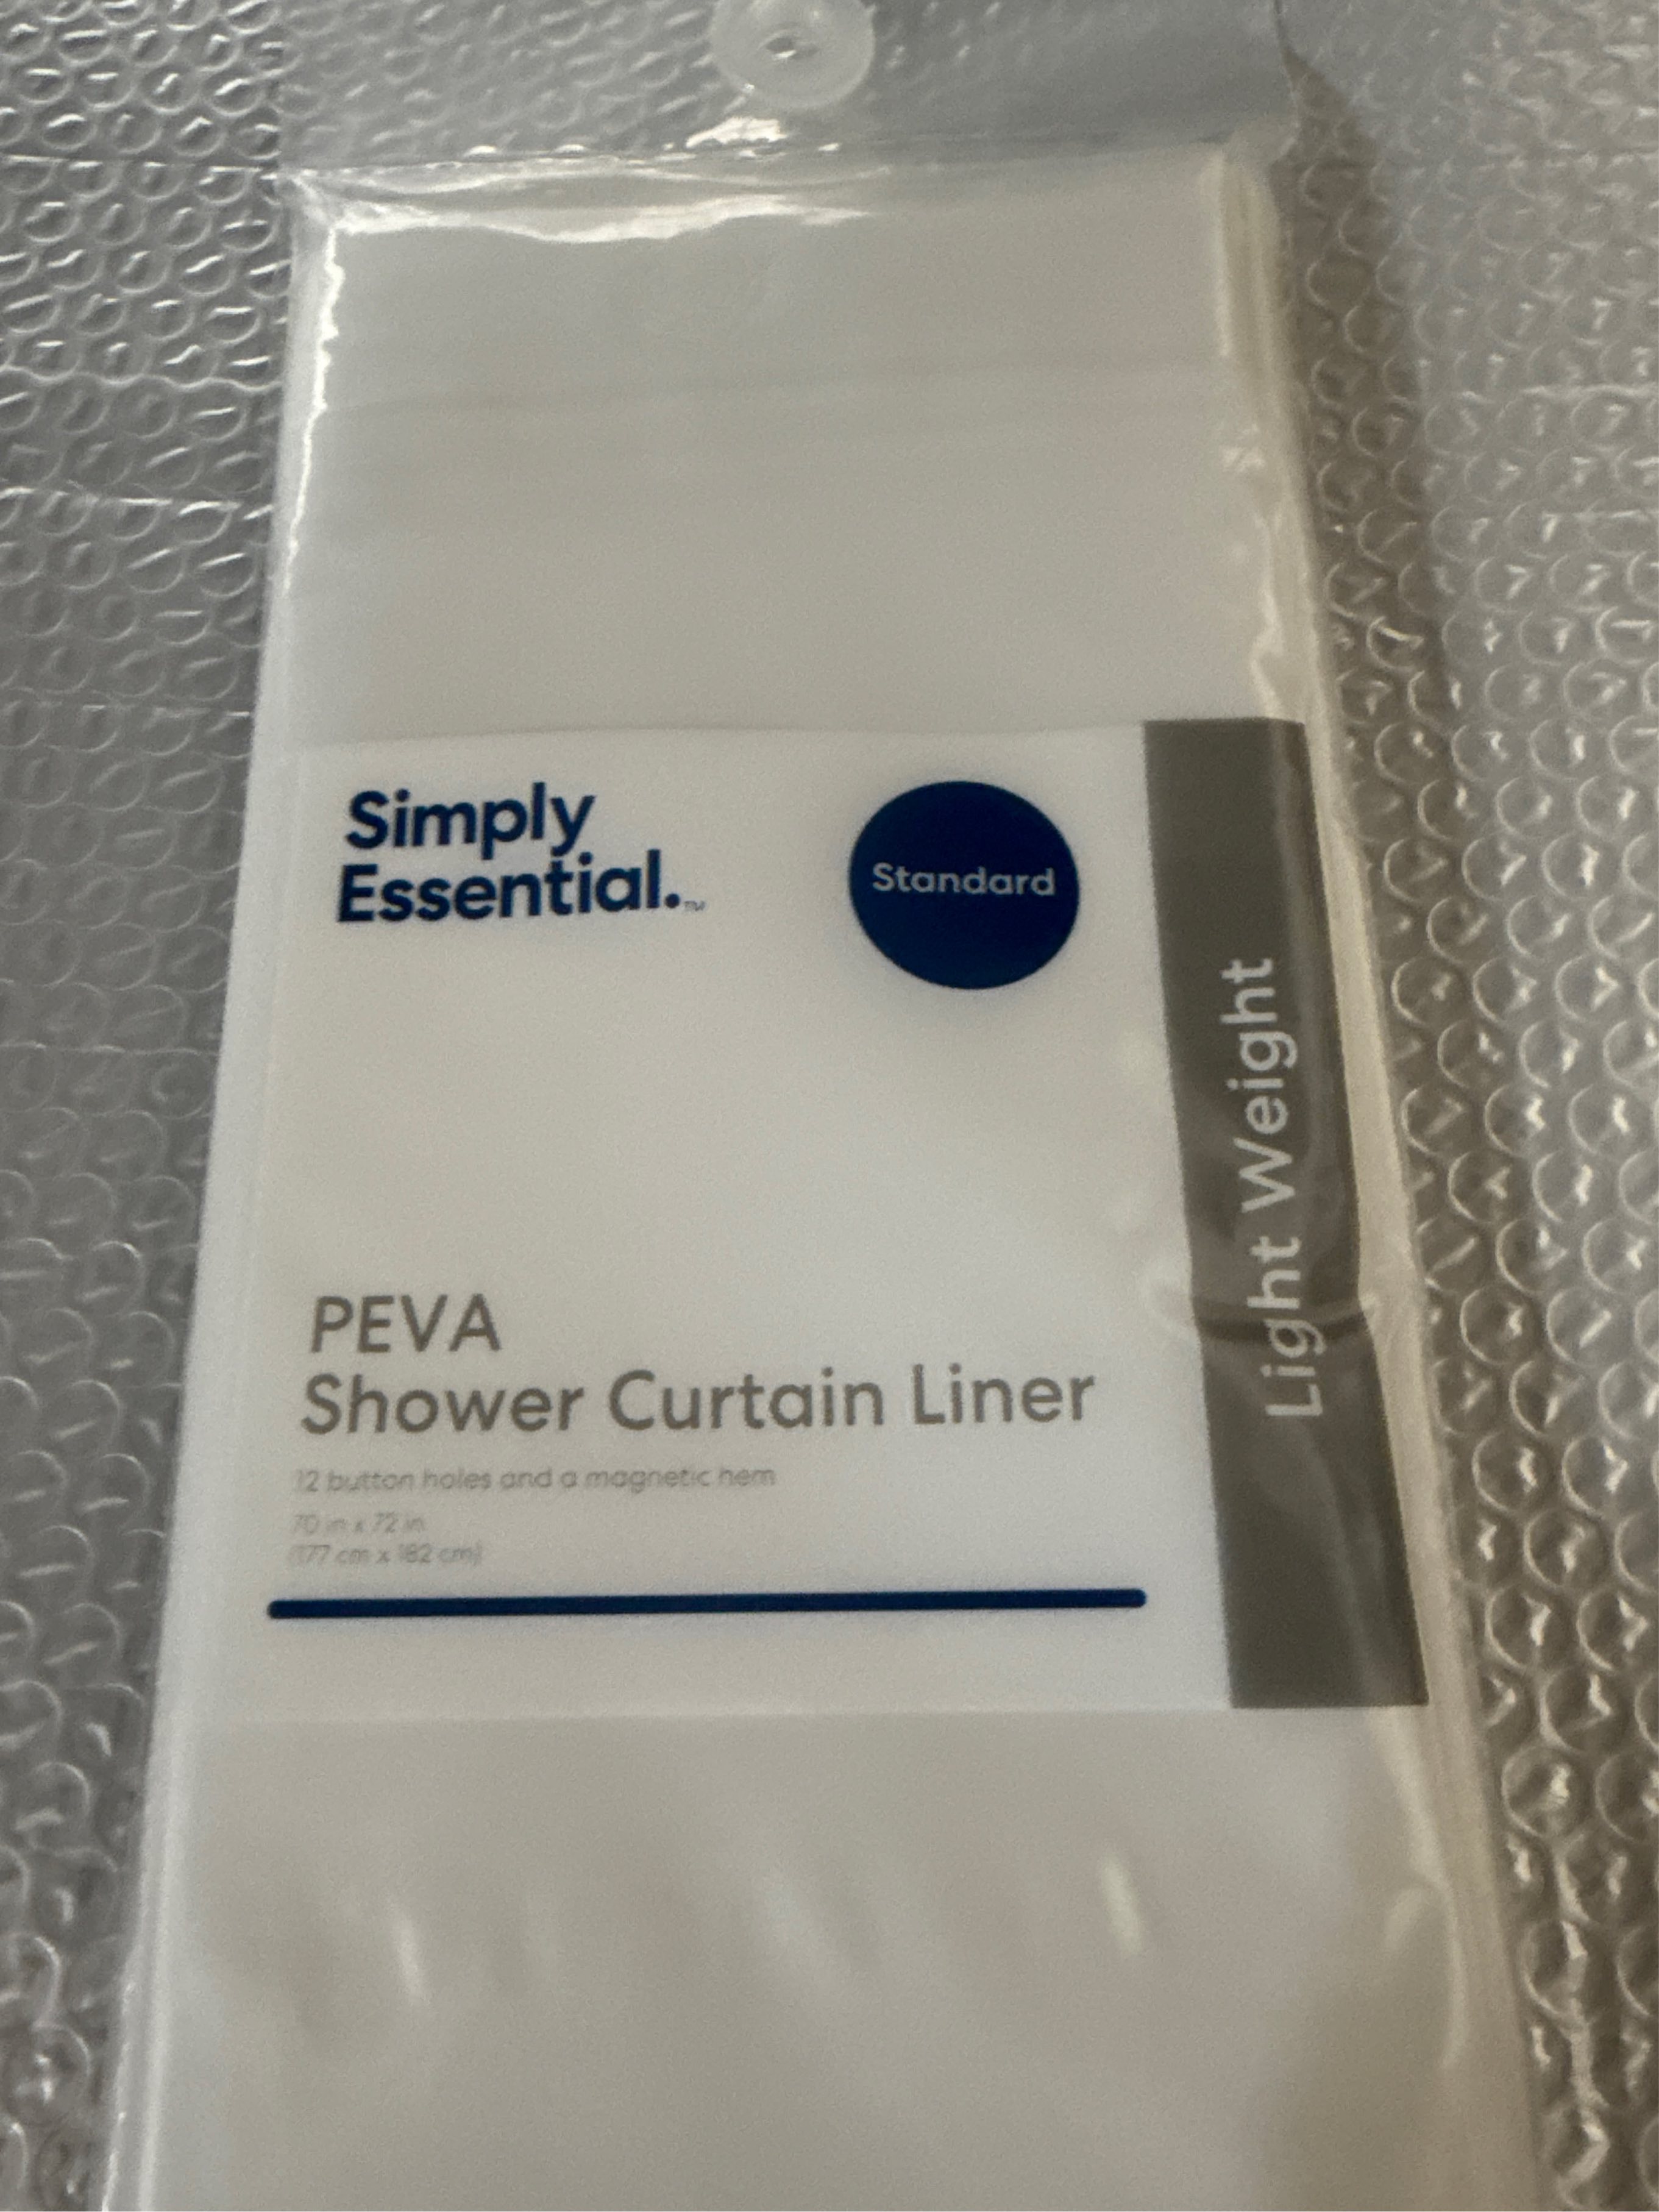 Simply
Essential.™
Standard
Light Weight
PEVA
Shower Curtain Liner
12 button holes and a magnetic hem
70 in x 72 in
(177 cm x 182 cm)